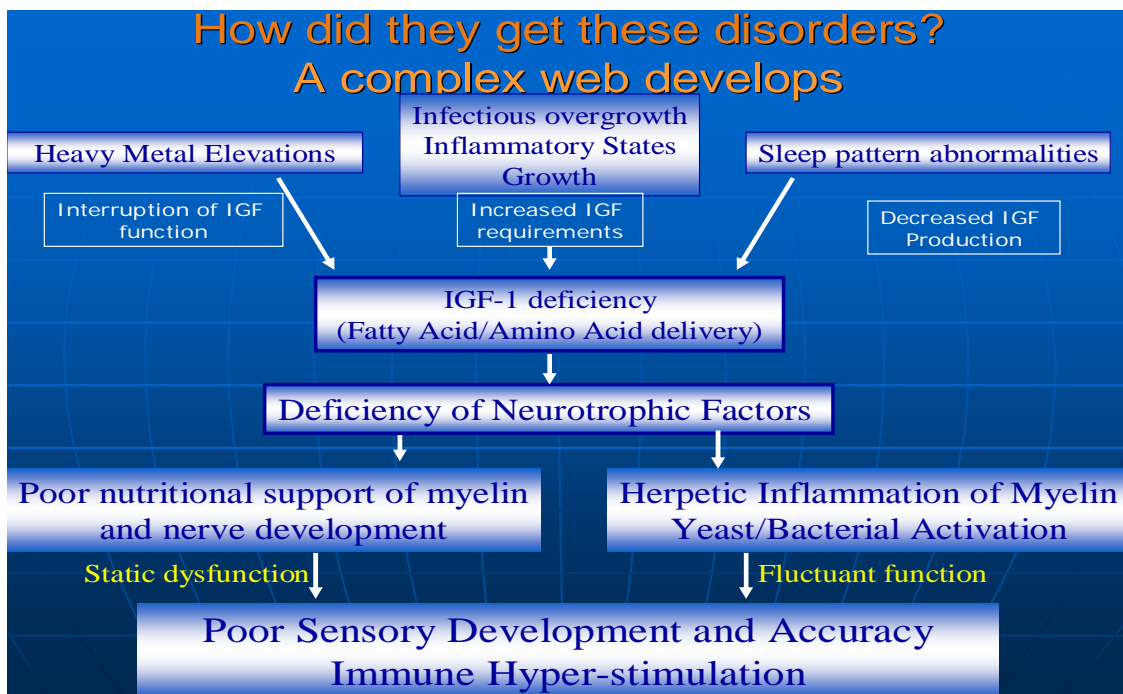 How did they get these disorders?
A complex web develops
Heavy Metal Elevations
Infectious overgrowth
Inflammatory States
Growth
Sleep pattern abnormalities
Interruption of IGF
function
Increased IGF
requirements
Decreased IGF
Production
IGF-1 deficiency
(Fatty Acid/Amino Acid delivery)
Deficiency of Neurotrophic Factors
Poor nutritional support of myelin
and nerve development
Herpetic Inflammation of Myelin
Yeast/Bacterial Activation
Static dysfunction
Fluctuant function
Poor Sensory Development and Accuracy
Immune Hyper-stimulation